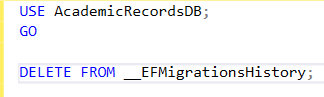 USE AcademicRecordsDB;
GO
DELETE FROM __EFMigrationsHistory;